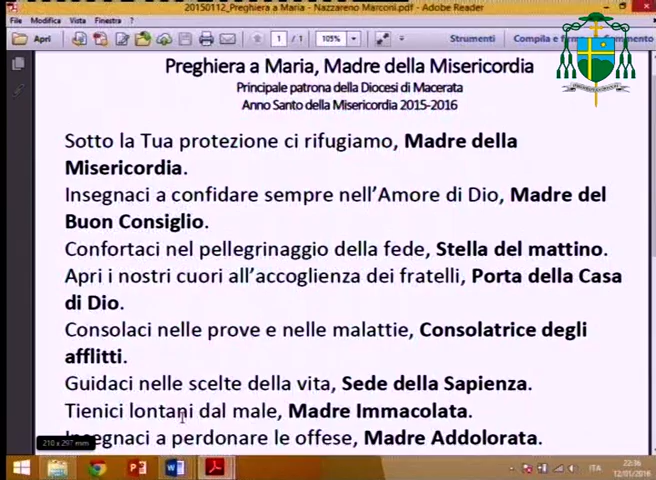 20150112_Preghiera a Maria - Nazzareno Marconi.pdf - Adobe Reader
File Modifica Vista Finestra ?
Apri 1 / 1 105% Strumenti Compila e Commento
Preghiera a Maria, Madre della Misericordia
Principale patrona della Diocesi di Macerata
Anno Santo della Misericordia 2015-2016
Sotto la Tua protezione ci rifugiamo, Madre della
Misericordia.
Insegnaci a confidare sempre nell'Amore di Dio, Madre del
Buon Consiglio.
Confortaci nel pellegrinaggio della fede, Stella del mattino.
Apri i nostri cuori all'accoglienza dei fratelli, Porta della Casa
di Dio.
Consolaci nelle prove e nelle malattie, Consolatrice degli
afflitti.
Guidaci nelle scelte della vita, Sede della Sapienza.
Tienici lontani dal male, Madre Immacolata.
210 x 297 mm
Insegnaci a perdonare le offese, Madre Addolorata.
ITA 22:36
12/01/2016